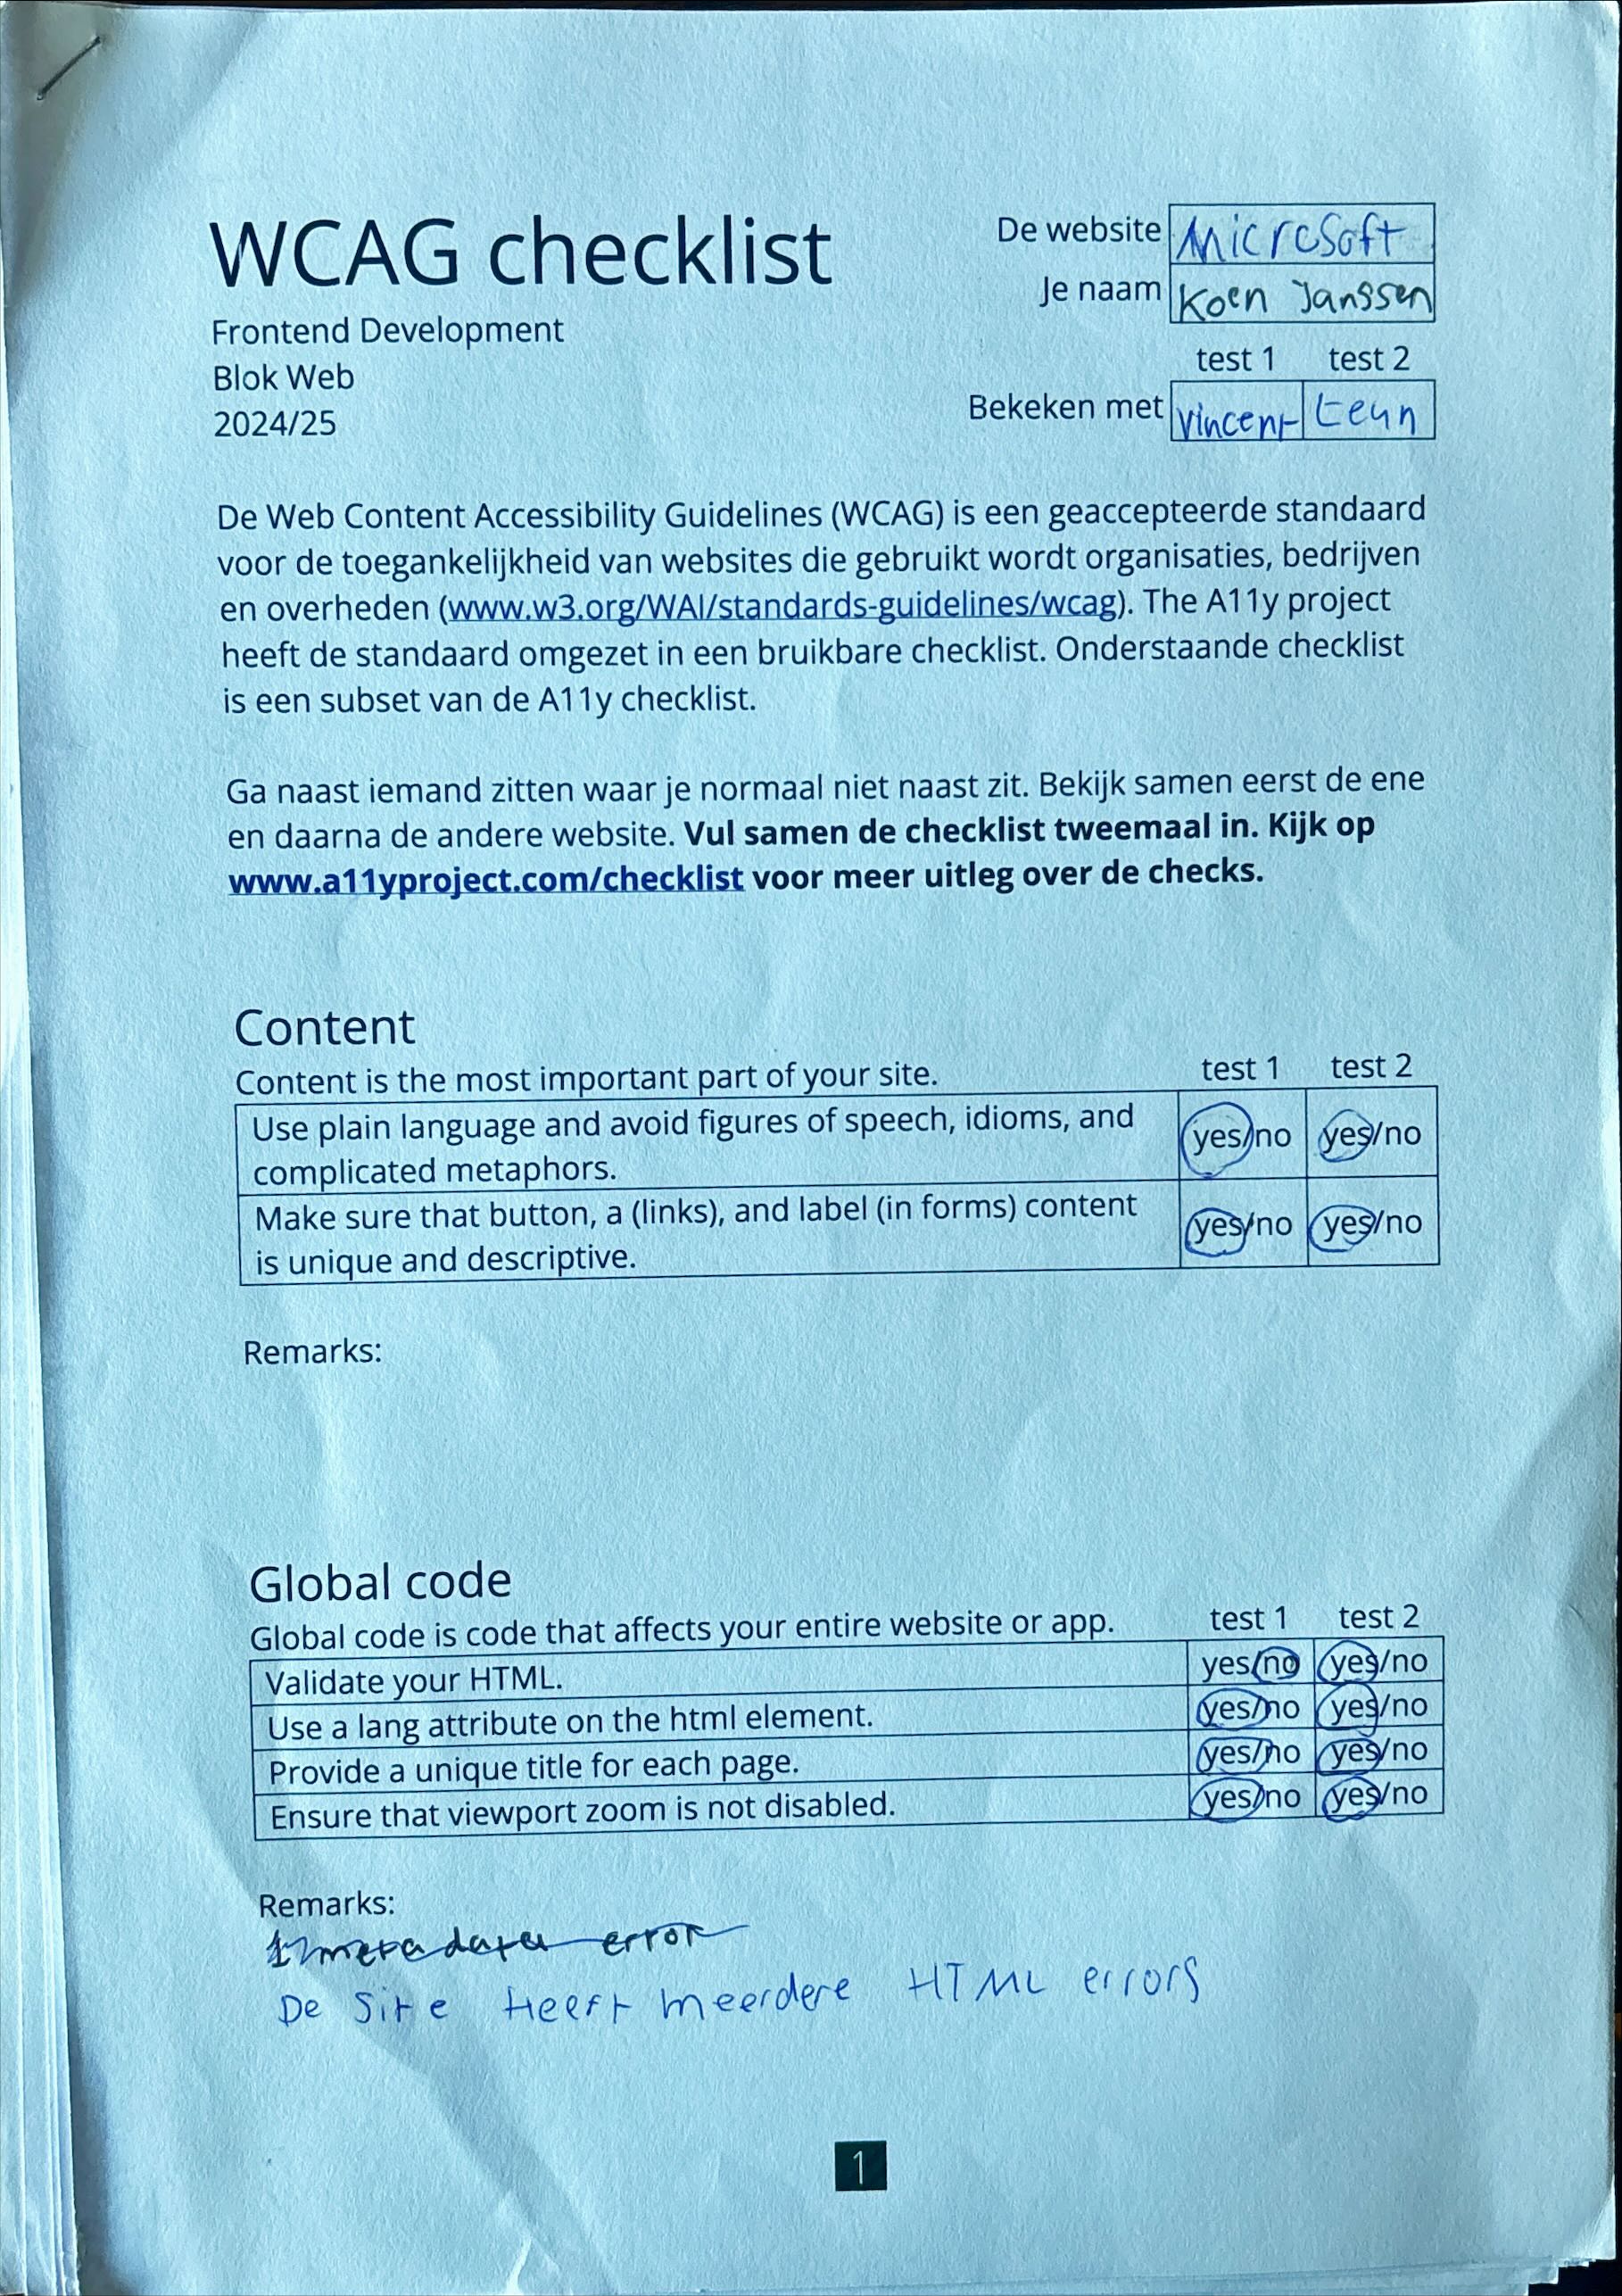 WCAG checklist
Frontend Development
Blok Web
2024/25
De website Microsoft
Je naam Koen Janssen
test 1 test 2
Bekeken met Vincent teun
De Web Content Accessibility Guidelines (WCAG) is een geaccepteerde standaard
voor de toegankelijkheid van websites die gebruikt wordt organisaties, bedrijven
en overheden (www.w3.org/WAI/standards-guidelines/wcag). The A11y project
heeft de standaard omgezet in een bruikbare checklist. Onderstaande checklist
is een subset van de A11y checklist.
Ga naast iemand zitten waar je normaal niet naast zit. Bekijk samen eerst de ene
en daarna de andere website. Vul samen de checklist tweemaal in. Kijk op
www.a11yproject.com/checklist voor meer uitleg over de checks.
Content
Content is the most important part of your site. test 1 test 2
Use plain language and avoid figures of speech, idioms, and
complicated metaphors. yes/no yes/no
Make sure that button, a (links), and label (in forms) content
is unique and descriptive. yes/no yes/no
Remarks:
Global code
Global code is code that affects your entire website or app. test 1 test 2
Validate your HTML. yes/no yes/no
Use a lang attribute on the html element. yes/no yes/no
Provide a unique title for each page. yes/no yes/no
Ensure that viewport zoom is not disabled. yes/no yes/no
Remarks:
meta data error
De Site Heeft meerdere HTML errors
1